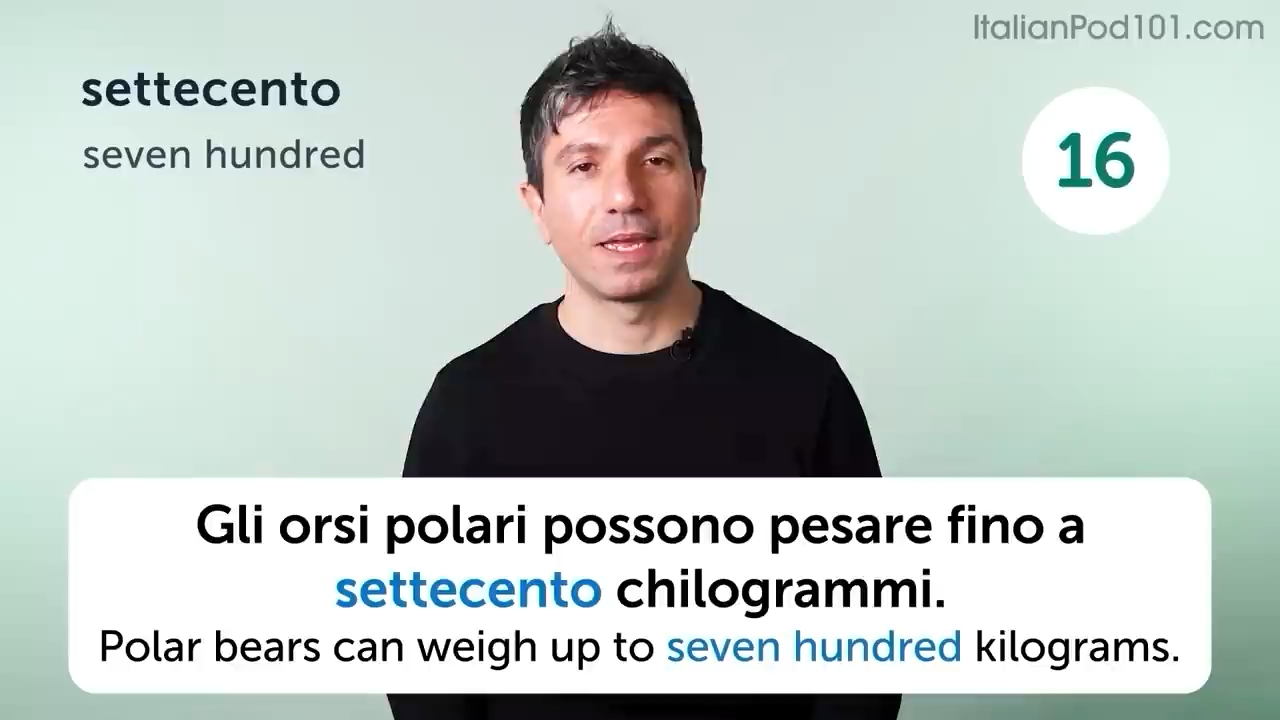 ItalianPod101.com
settecento
seven hundred
16
Gli orsi polari possono pesare fino a
settecento chilogrammi.
Polar bears can weigh up to seven hundred kilograms.